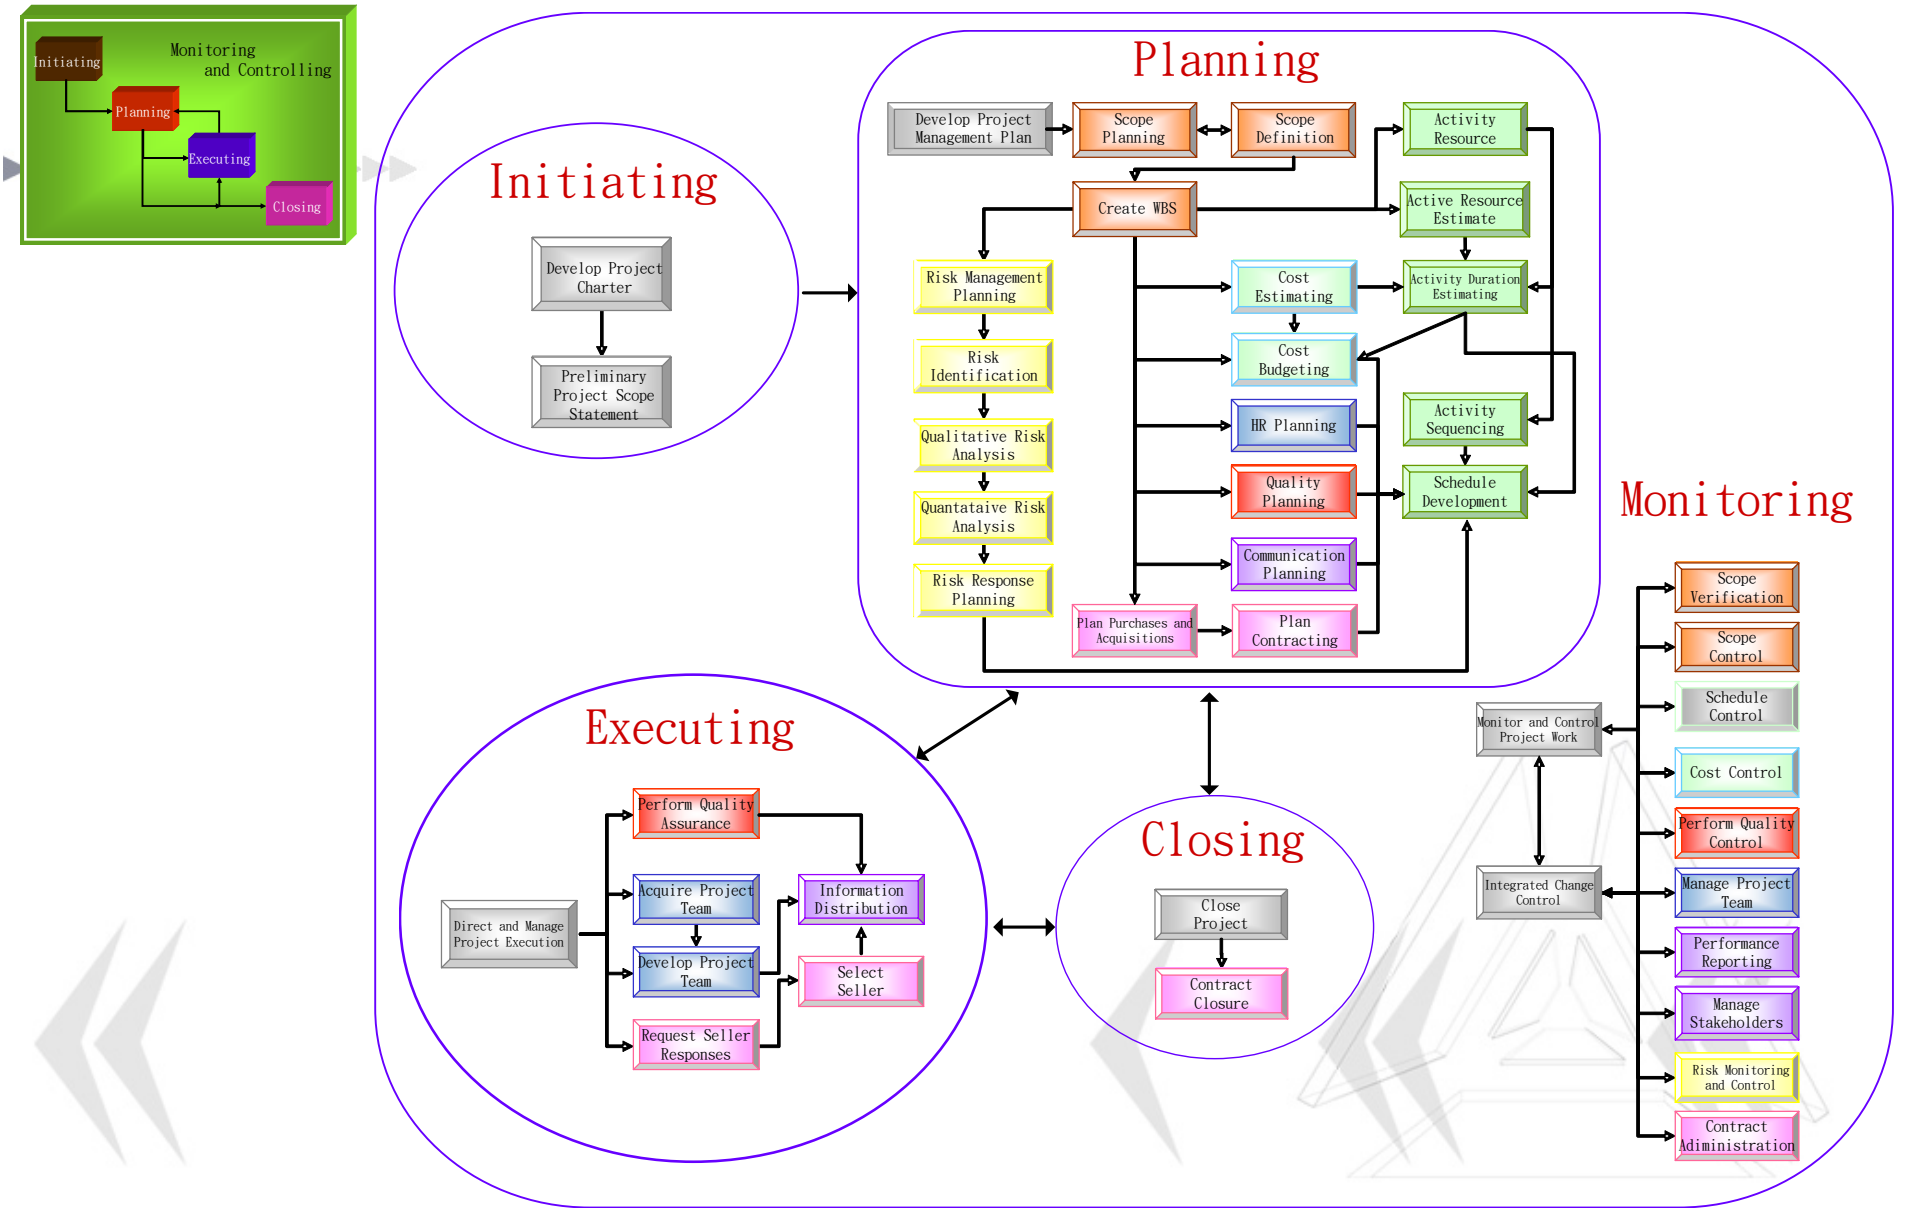 Monitoring
and Controlling
Initiating
Planning
Executing
Closing
Planning
Develop Project
Management Plan
Scope
Planning
Scope
Definition
Activity
Resource
Create WBS
Active Resource
Estimate
Risk Management
Planning
Cost
Estimating
Activity Duration
Estimating
Risk
Identification
Cost
Budgeting
Qualitative Risk
Analysis
HR Planning
Activity
Sequencing
Quantataive Risk
Analysis
Quality
Planning
Schedule
Development
Risk Response
Planning
Communication
Planning
Plan Purchases and
Acquisitions
Plan
Contracting
Initiating
Develop Project
Charter
Preliminary
Project Scope
Statement
Executing
Direct and Manage
Project Execution
Perform Quality
Assurance
Acquire Project
Team
Develop Project
Team
Request Seller
Responses
Information
Distribution
Select
Seller
Closing
Close
Project
Contract
Closure
Monitoring
Monitor and Control
Project Work
Integrated Change
Control
Scope
Verification
Scope
Control
Schedule
Control
Cost Control
Perform Quality
Control
Manage Project
Team
Performance
Reporting
Manage
Stakeholders
Risk Monitoring
and Control
Contract
Adiministration